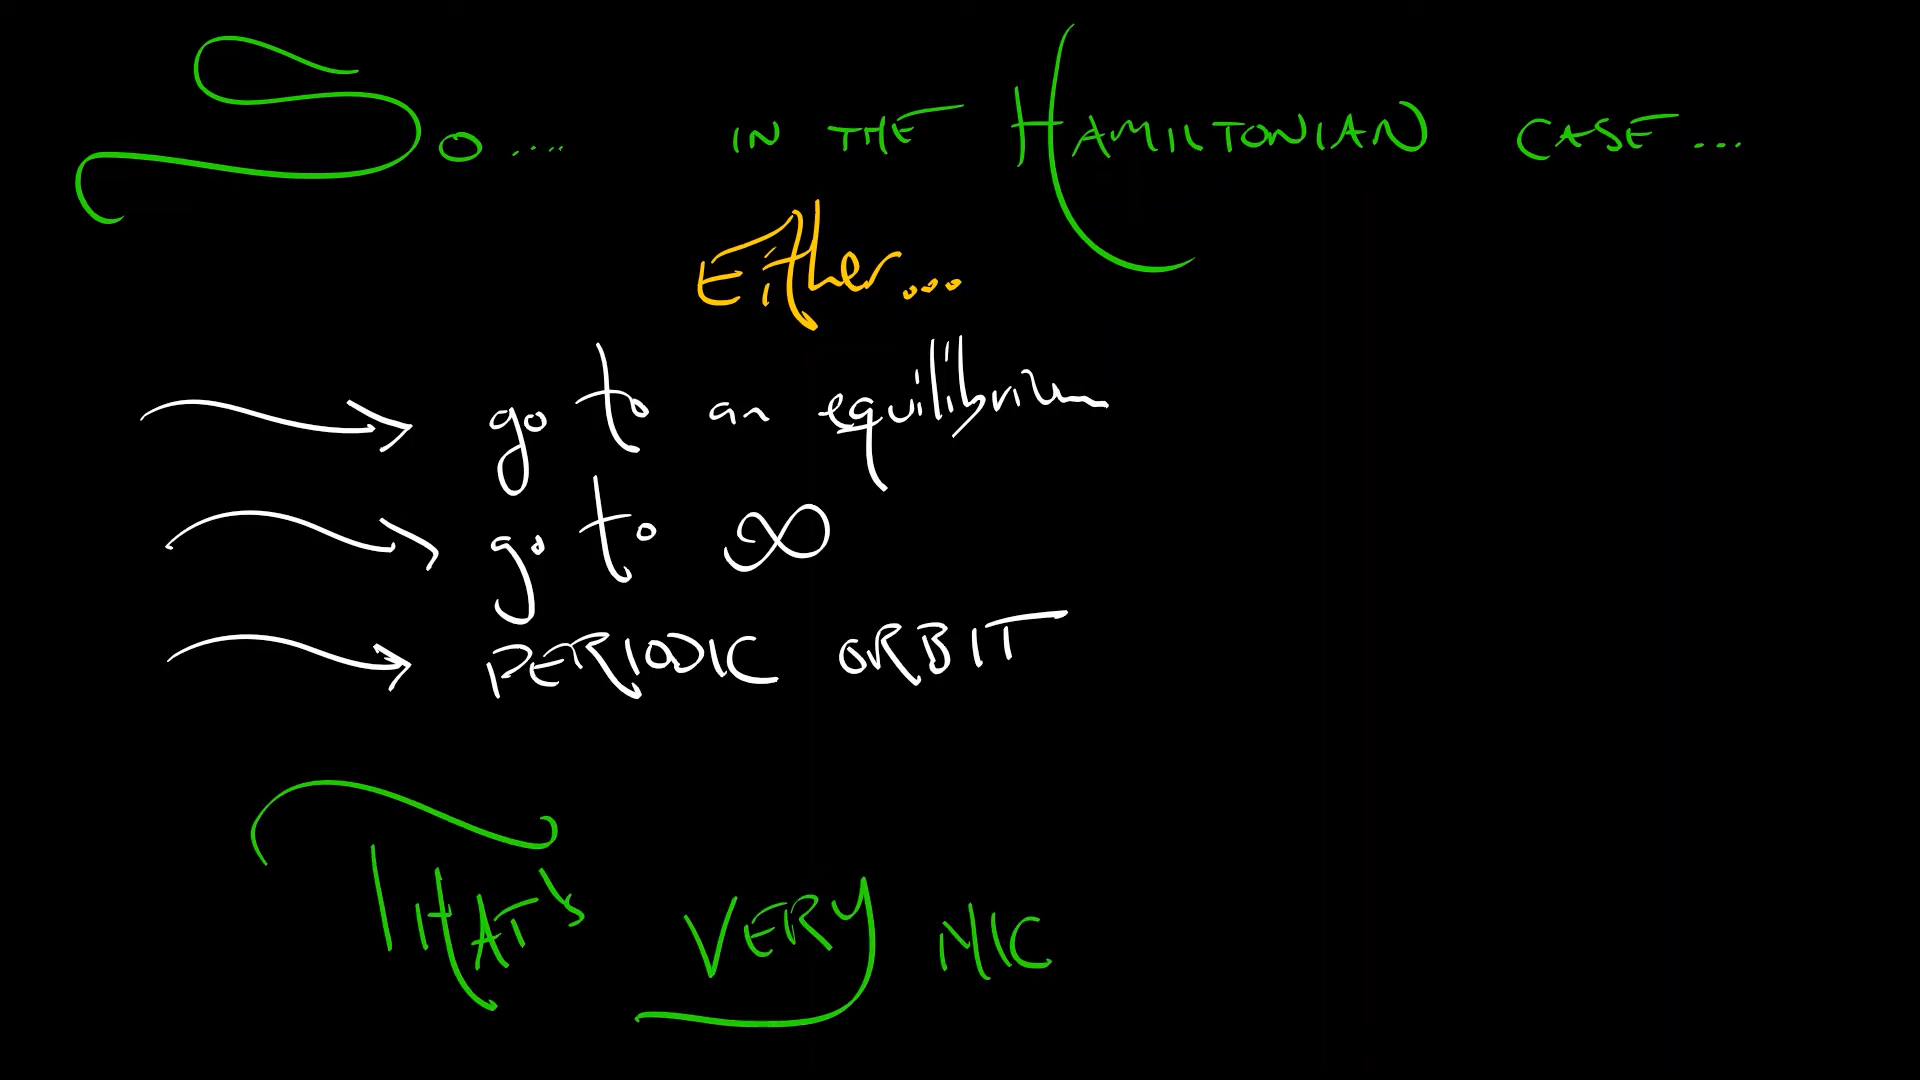 So.... IN THE HAMILTONIAN CASE...
Either...
go to an equilibrium
go to ∞
PERIODIC ORBIT
THAT'S VERY NIC